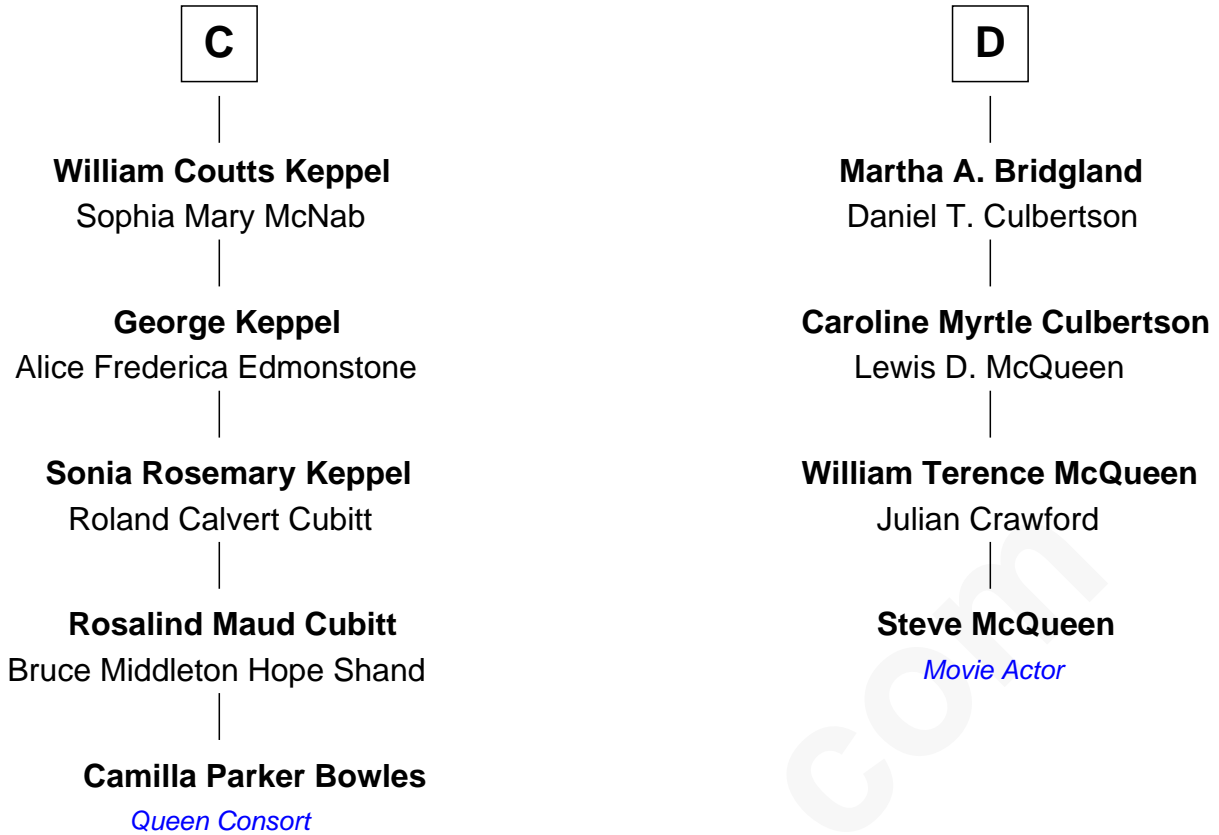 C
William Coutts Keppel
Sophia Mary McNab
George Keppel
Alice Frederica Edmonstone
Sonia Rosemary Keppel
Roland Calvert Cubitt
Rosalind Maud Cubitt
Bruce Middleton Hope Shand
Camilla Parker Bowles
Queen Consort
D
Martha A. Bridgland
Daniel T. Culbertson
Caroline Myrtle Culbertson
Lewis D. McQueen
William Terence McQueen
Julian Crawford
Steve McQueen
Movie Actor
com